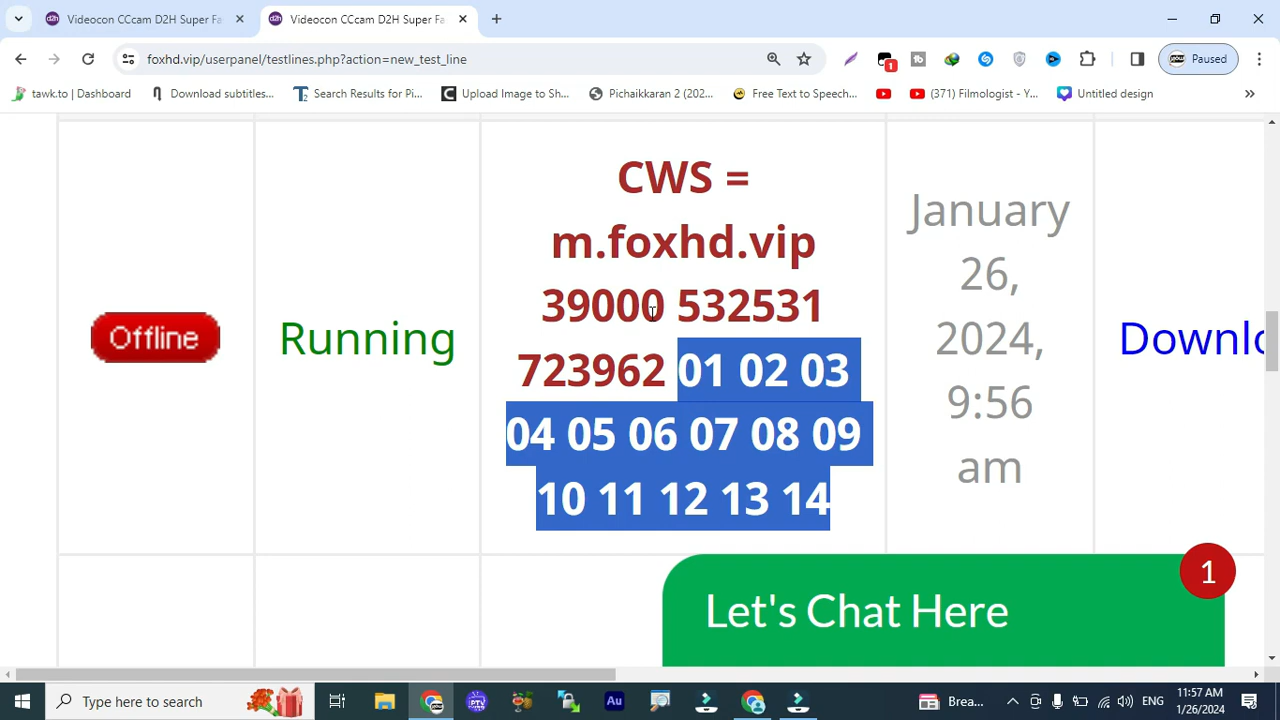 Videocon CCcam D2H Super Fa
Videocon CCcam D2H Super Fa
foxhd.vip/userpanel/testlines.php?action=new_test_line
1
Paused
tawk.to | Dashboard
Download subtitles...
Search Results for Pi...
Upload Image to Sh...
Pichaikkaran 2 (202...
Free Text to Speech...
(371) Filmologist - Y...
Untitled design
Offline
Running
CWS =
m.foxhd.vip
39000 532531
723962 01 02 03
04 05 06 07 08 09
10 11 12 13 14
January
26,
2024,
9:56
am
Downlo
Let's Chat Here
1
Type here to search
PTV
Au
Brea...
ENG
11:57 AM
1/26/2024